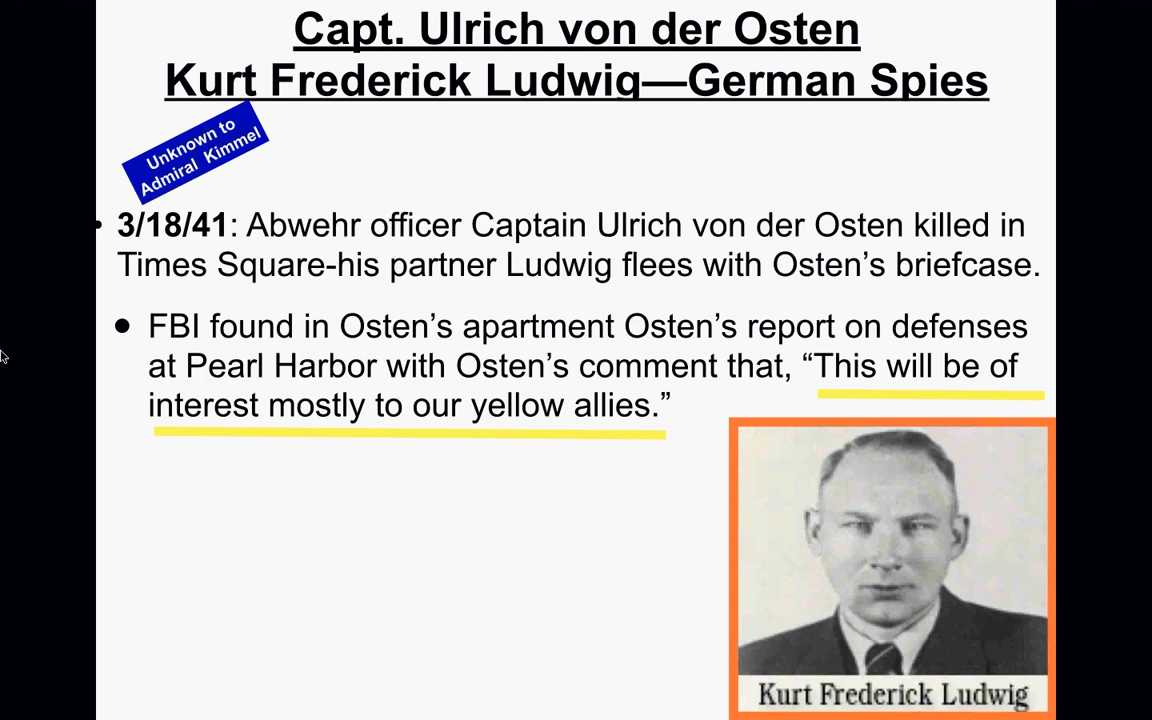 Capt. Ulrich von der Osten
Kurt Frederick Ludwig—German Spies
Unknown to
Admiral Kimmel
• 3/18/41: Abwehr officer Captain Ulrich von der Osten killed in
Times Square-his partner Ludwig flees with Osten’s briefcase.
• FBI found in Osten’s apartment Osten’s report on defenses
at Pearl Harbor with Osten’s comment that, “This will be of
interest mostly to our yellow allies.”
Kurt Frederick Ludwig